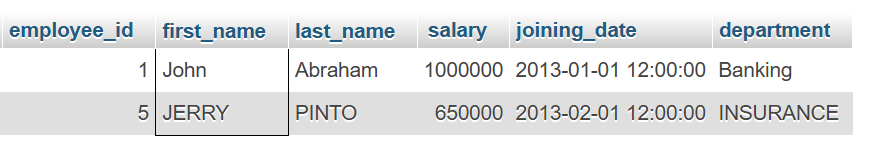 employee_id first_name last_name salary joining_date department
1 John Abraham 1000000 2013-01-01 12:00:00 Banking
5 JERRY PINTO 650000 2013-02-01 12:00:00 INSURANCE